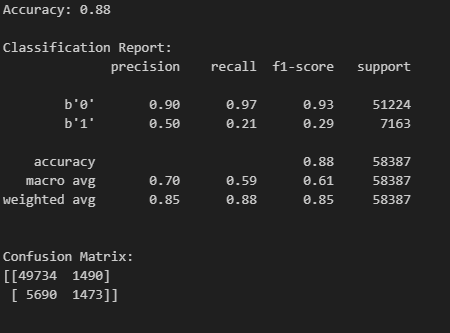 Accuracy: 0.88
Classification Report:
precision recall f1-score support
b'0' 0.90 0.97 0.93 51224
b'1' 0.50 0.21 0.29 7163
accuracy 0.88 58387
macro avg 0.70 0.59 0.61 58387
weighted avg 0.85 0.88 0.85 58387
Confusion Matrix:
[[49734 1490]
[ 5690 1473]]